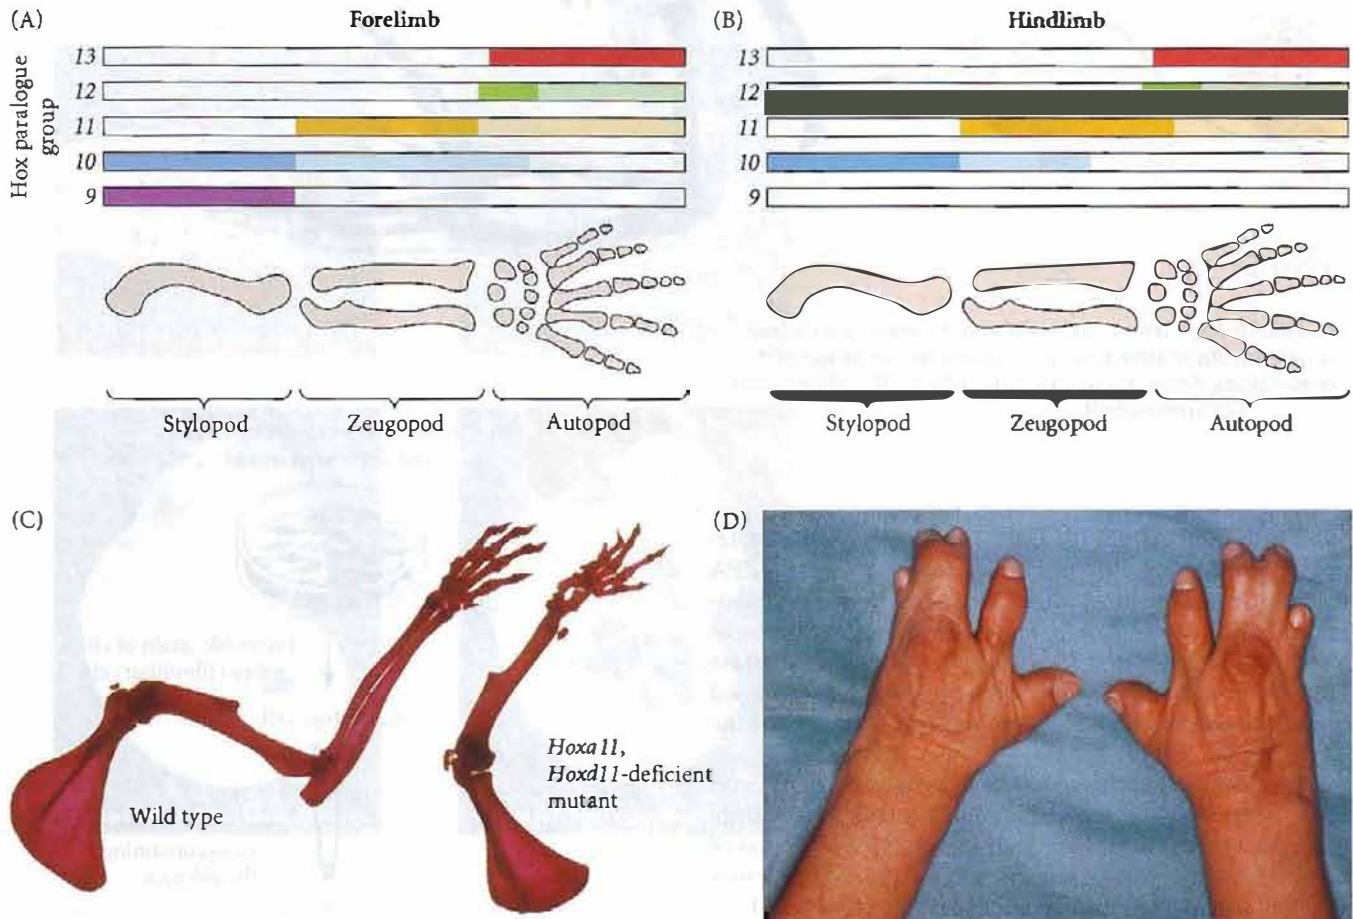 (A)
Forelimb
Hox paralogue
group
13
12
11
10
9
Stylopod
Zeugopod
Autopod
(B)
Hindlimb
13
12
11
10
9
Stylopod
Zeugopod
Autopod
(C)
Wild type
Hoxa11,
Hoxd11-deficient
mutant
(D)